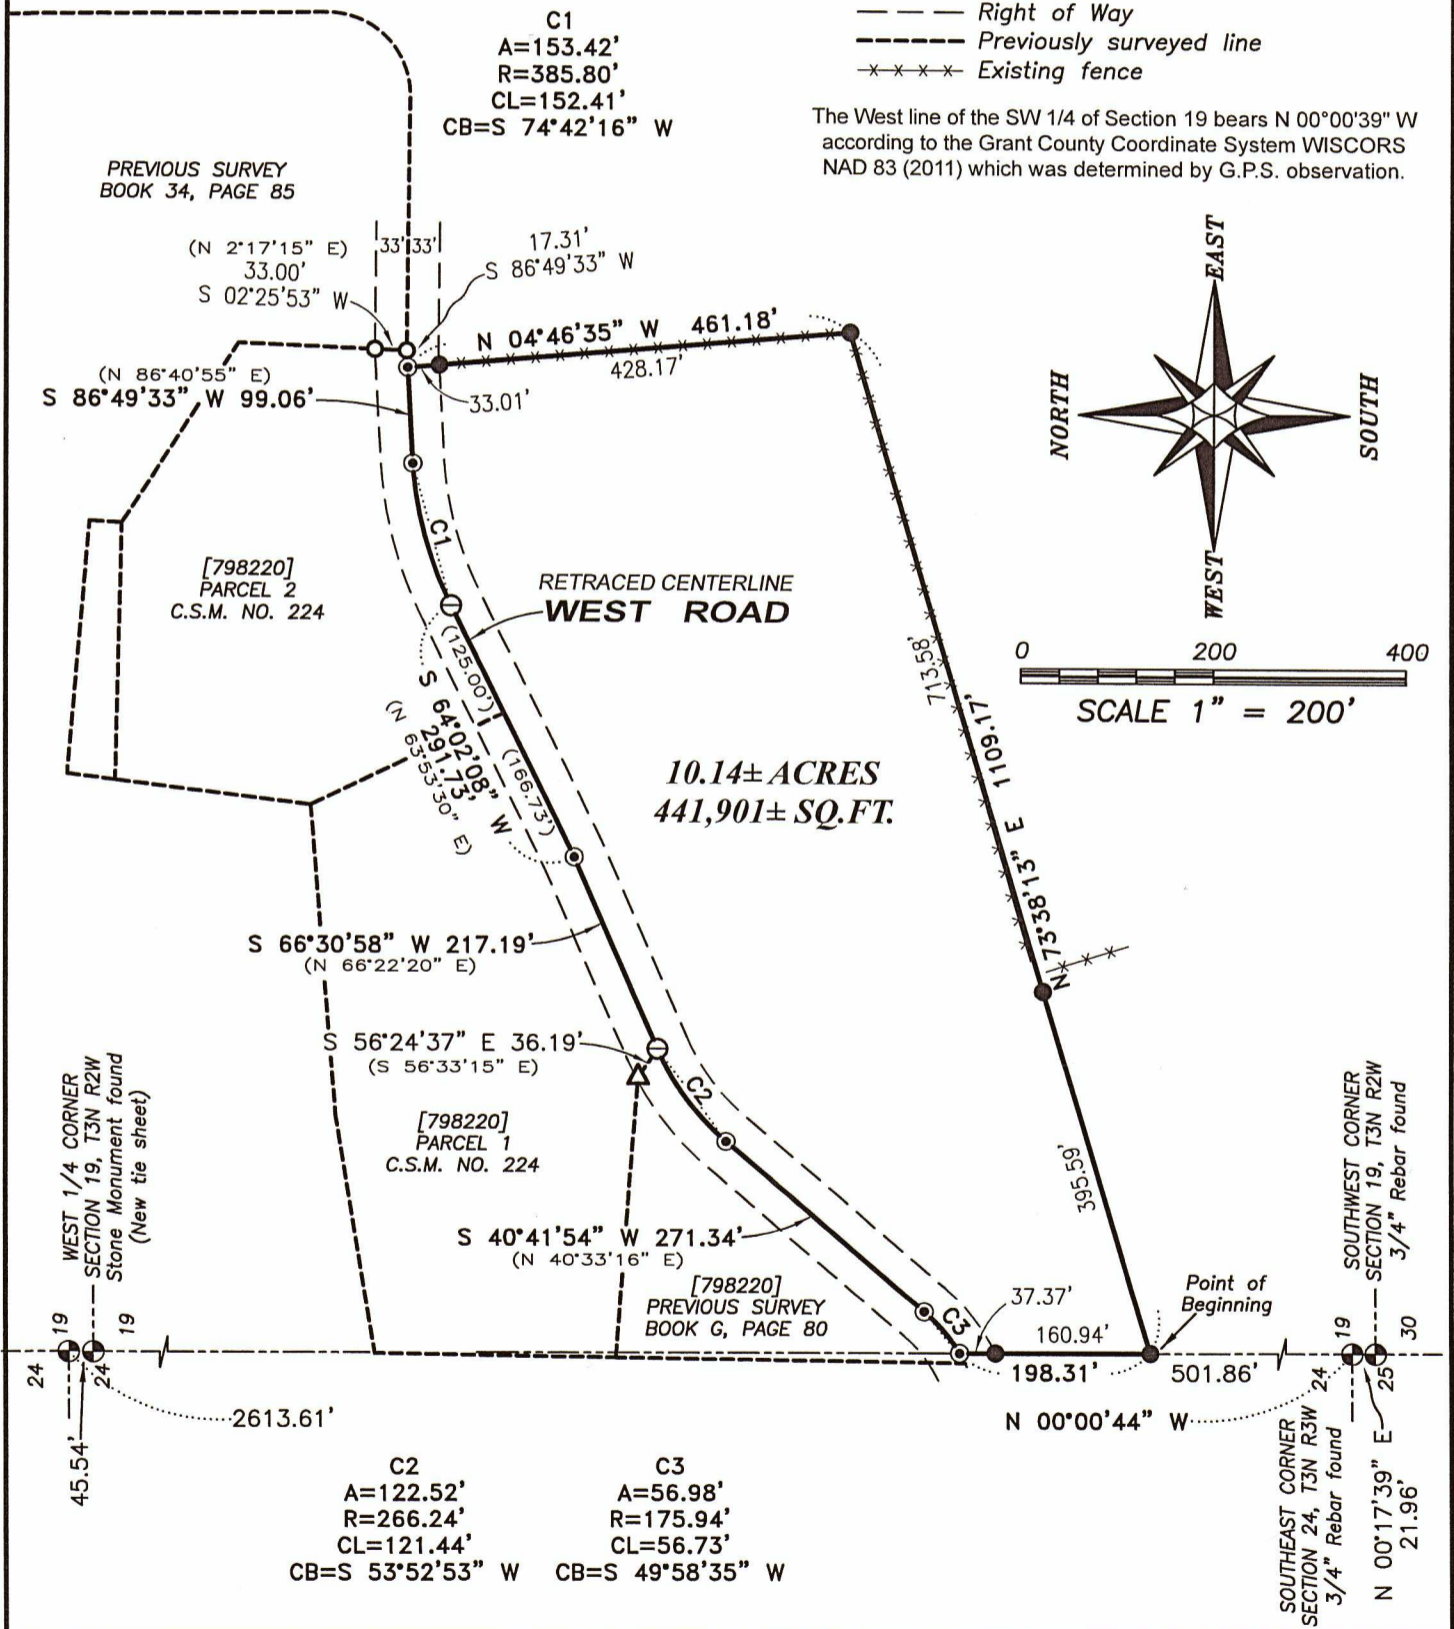 C1
A=153.42'
R=385.80'
CL=152.41'
CB=S 74°42'16" W
Right of Way
Previously surveyed line
Existing fence
The West line of the SW 1/4 of Section 19 bears N 00°00'39" W
according to the Grant County Coordinate System WISCORS
NAD 83 (2011) which was determined by G.P.S. observation.
PREVIOUS SURVEY
BOOK 34, PAGE 85
(N 2°17'15" E)
33.00'
S 02°25'53" W
33' 33'
17.31'
S 86°49'33" W
N 04°46'35" W 461.18'
428.17'
33.01'
(N 86°40'55" E)
S 86°49'33" W 99.06'
EAST
NORTH
SOUTH
WEST
C1
[798220]
PARCEL 2
C.S.M. NO. 224
RETRACED CENTERLINE
WEST ROAD
0 200 400
SCALE 1" = 200'
(125.00')
(166.73')
S 64°02'08" W
291.73'
(N 63°53'30" E)
713.58'
N 73°38'13" E 1109.17'
10.14± ACRES
441,901± SQ.FT.
S 66°30'58" W 217.19'
(N 66°22'20" E)
S 56°24'37" E 36.19'
(S 56°33'15" E)
C2
[798220]
PARCEL 1
C.S.M. NO. 224
395.59'
S 40°41'54" W 271.34'
(N 40°33'16" E)
[798220]
PREVIOUS SURVEY
BOOK G, PAGE 80
C3
37.37'
160.94'
Point of
Beginning
198.31'
501.86'
N 00°00'44" W
WEST 1/4 CORNER
SECTION 19, T3N R2W
Stone Monument found
(New tie sheet)
19
19
24
24
45.54'
2613.61'
SOUTHWEST CORNER
SECTION 19, T3N R2W
3/4" Rebar found
19
30
24
25
SOUTHEAST CORNER
SECTION 24, T3N R3W
3/4" Rebar found
N 00°17'39" E
21.96'
C2
A=122.52'
R=266.24'
CL=121.44'
CB=S 53°52'53" W
C3
A=56.98'
R=175.94'
CL=56.73'
CB=S 49°58'35" W